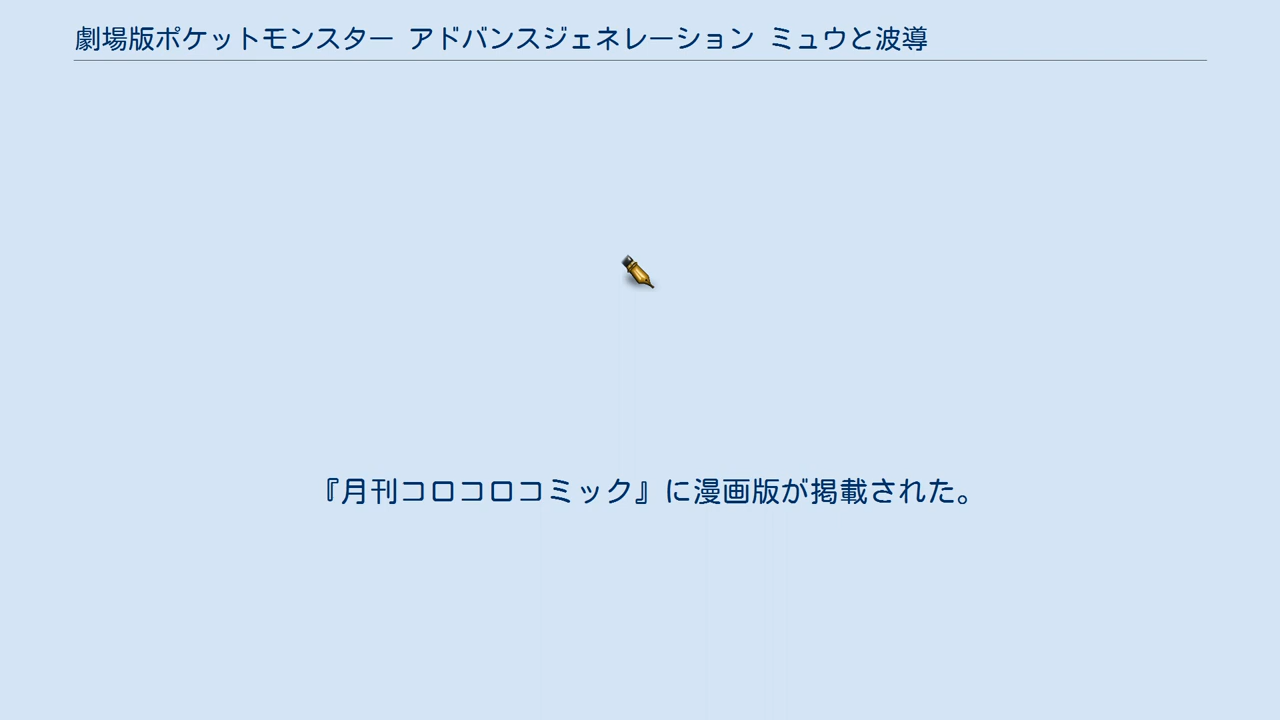 劇場版ポケットモンスター アドバンスジェネレーション ミュウと波導
『月刊コロコロコミック』に漫画版が掲載された。